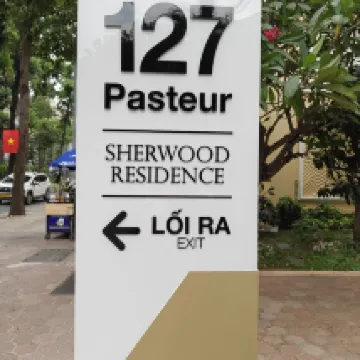 127
Pasteur
SHERWOOD
RESIDENCE
LỐI RA
EXIT